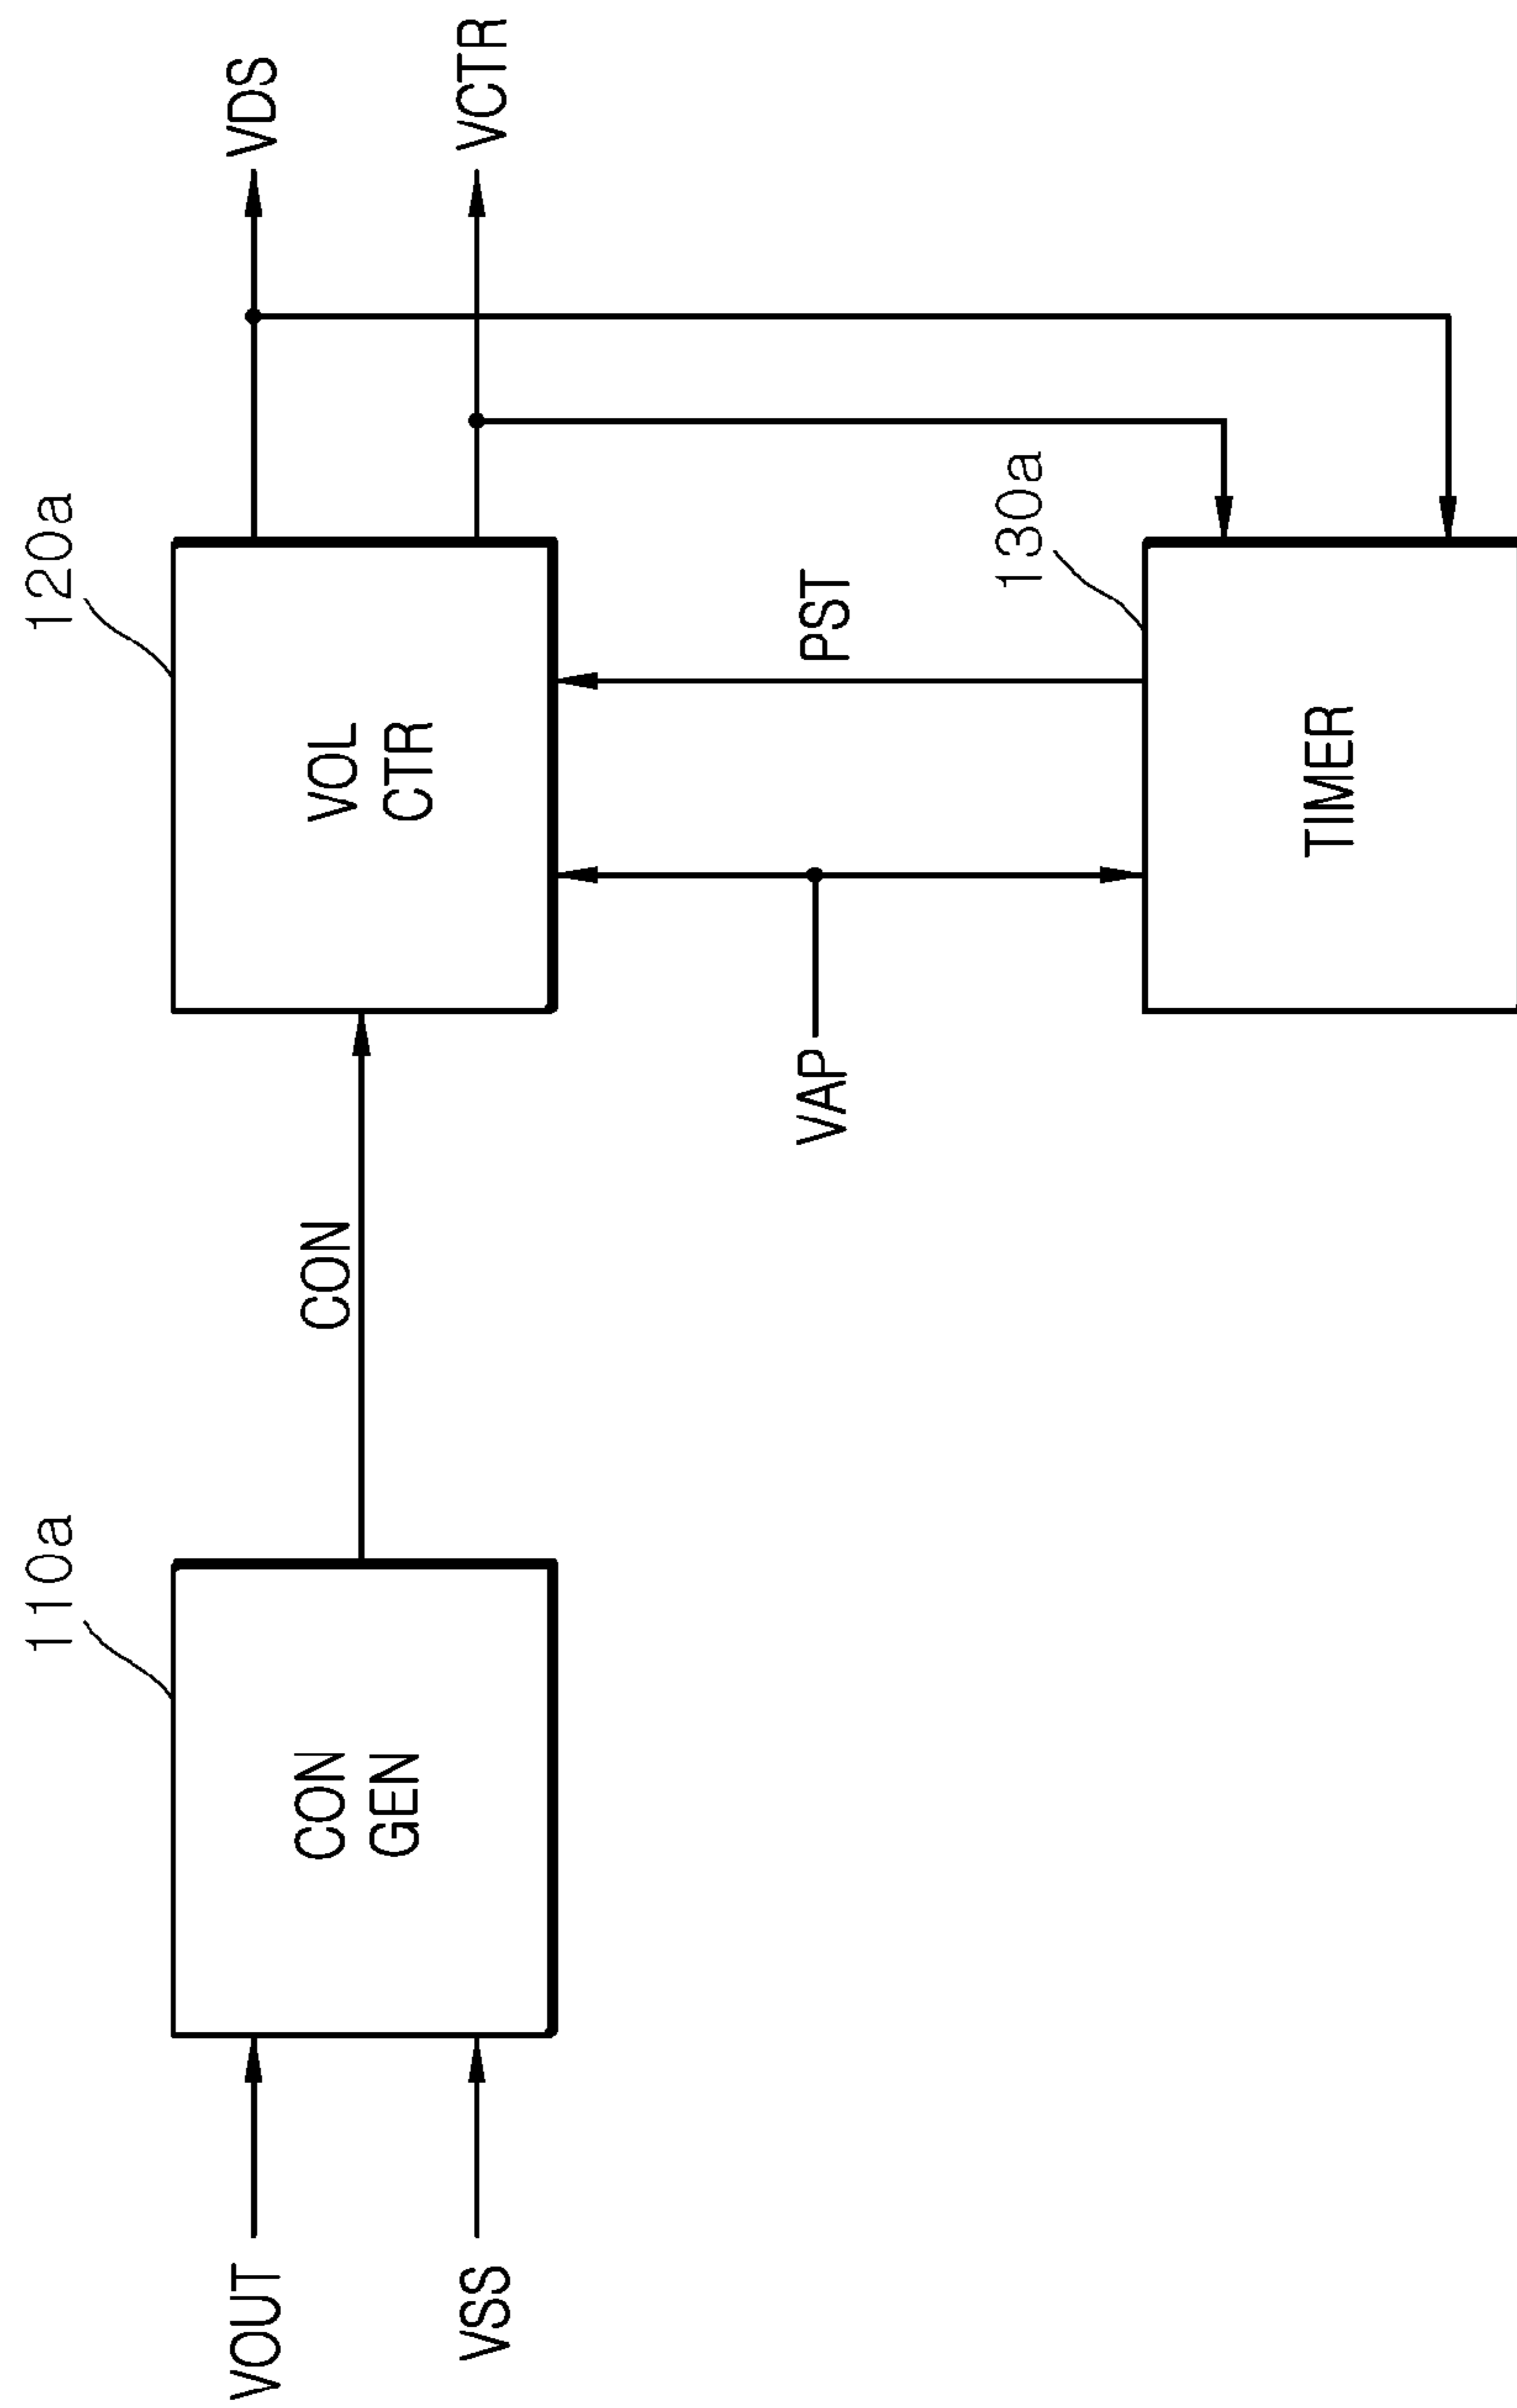 110a
120a
VOUT
VSS
CON
GEN
CON
VOL
CTR
VDS
VCTR
VAP
PST
130a
TIMER